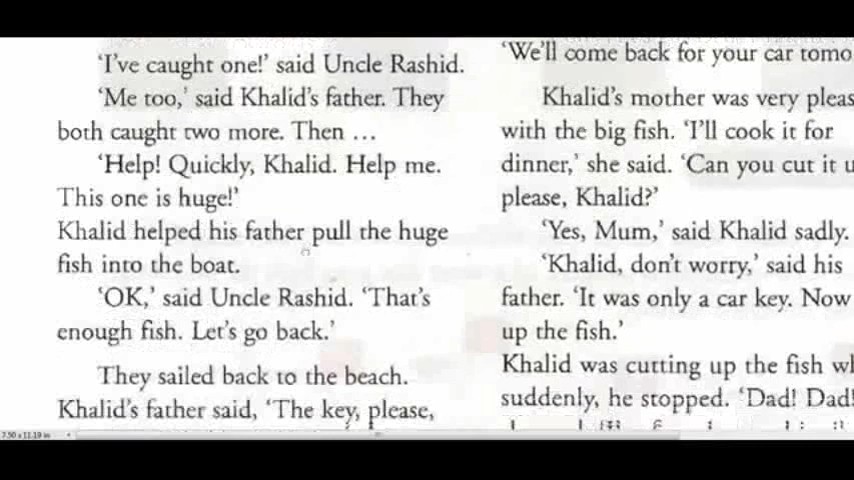 'I've caught one!' said Uncle Rashid.
'Me too,' said Khalid's father. They
both caught two more. Then ...
'Help! Quickly, Khalid. Help me.
This one is huge!'
Khalid helped his father pull the huge
fish into the boat.
'OK,' said Uncle Rashid. 'That's
enough fish. Let's go back.'
They sailed back to the beach.
Khalid's father said, 'The key, please,
'We'll come back for your car tomo
Khalid's mother was very pleas
with the big fish. 'I'll cook it for
dinner,' she said. 'Can you cut it u
please, Khalid?'
'Yes, Mum,' said Khalid sadly.
'Khalid, don't worry,' said his
father. 'It was only a car key. Now
up the fish.'
Khalid was cutting up the fish wh
suddenly, he stopped. 'Dad! Dad!
7.50 x 11.19 in